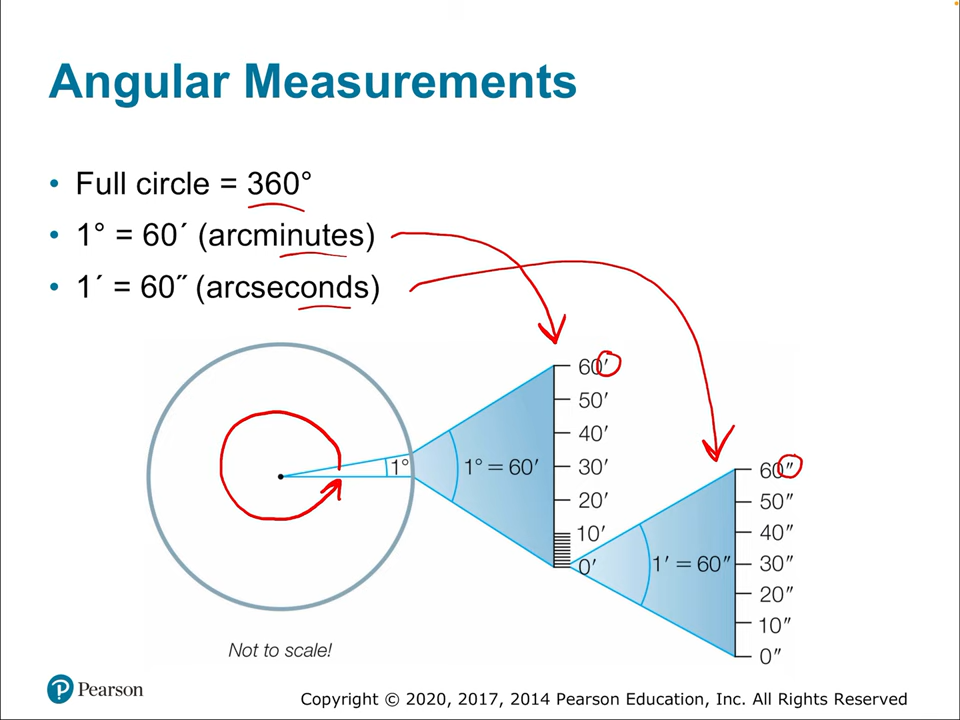 Angular Measurements
• Full circle = 360°
• 1° = 60´ (arcminutes)
• 1´ = 60˝ (arcseconds)
60′
50′
40′
30′
20′
10′
0′
1°
1° = 60′
60″
50″
40″
30″
20″
10″
0″
1′ = 60″
Not to scale!
P Pearson
Copyright © 2020, 2017, 2014 Pearson Education, Inc. All Rights Reserved